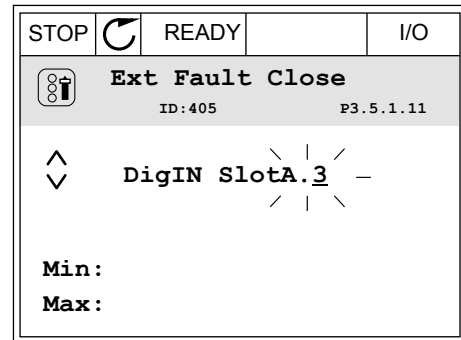 STOP READY I/O
Ext Fault Close
ID:405 P3.5.1.11
DigIN SlotA.3
Min:
Max: